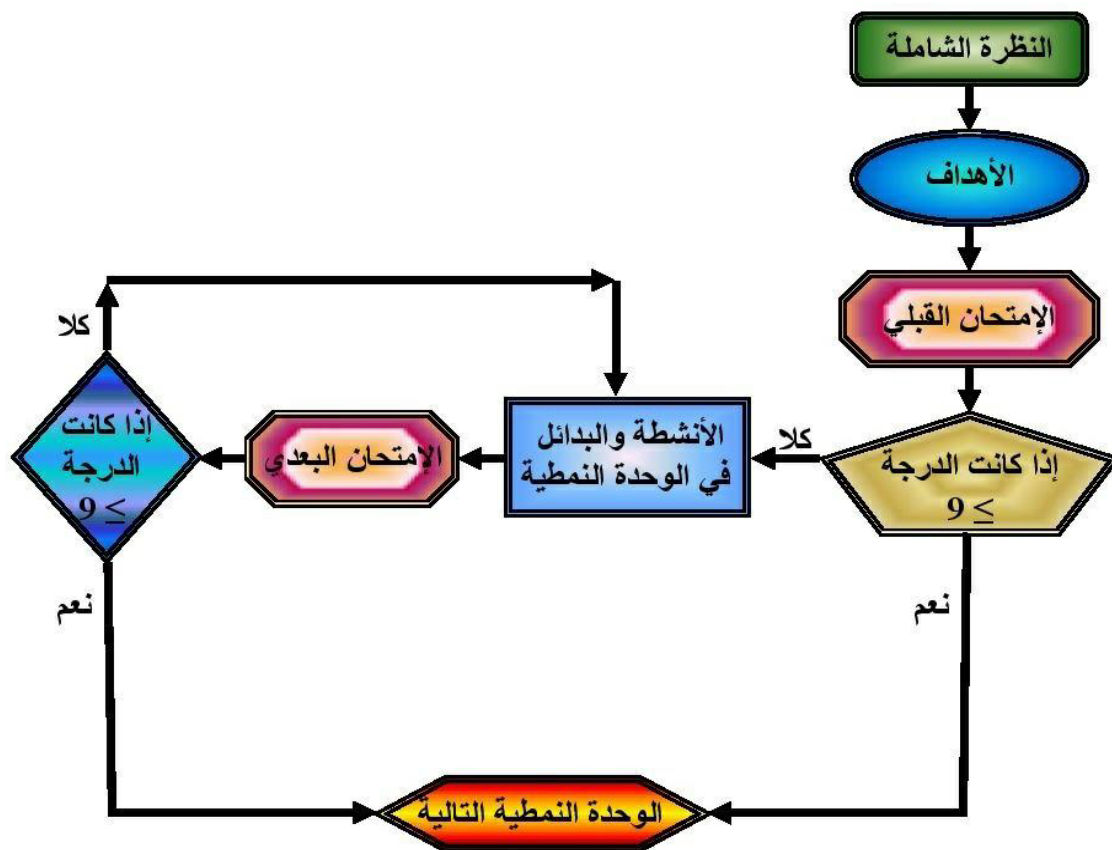 النظرة الشاملة
الأهداف
الإمتحان القبلي
إذا كانت الدرجة
≥ 9
كلا
نعم
الأنشطة والبدائل
في الوحدة النمطية
الإمتحان البعدي
إذا كانت
الدرجة
≥ 9
كلا
نعم
الوحدة النمطية التالية